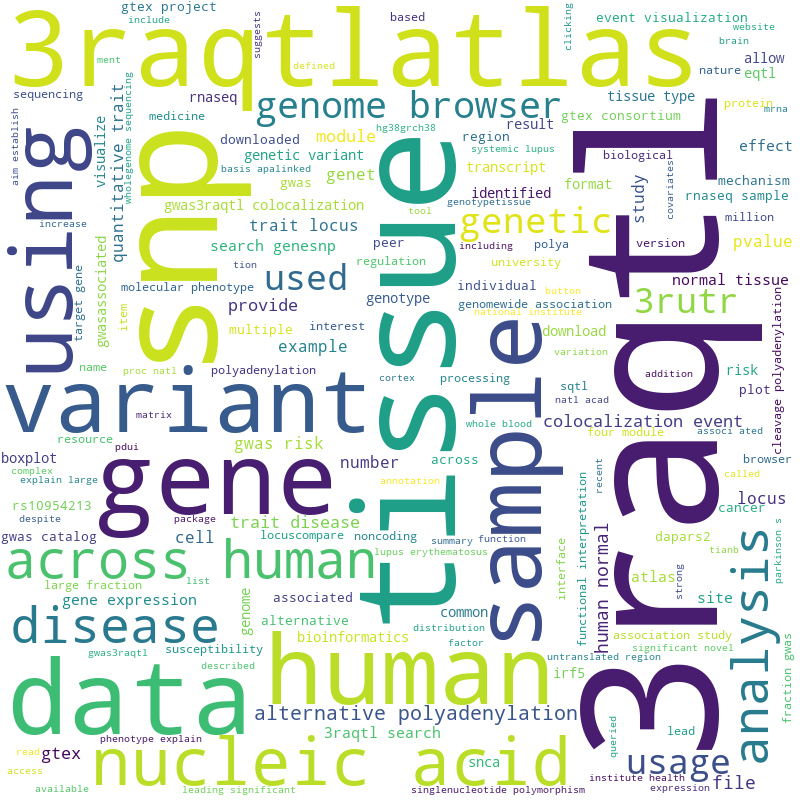 gtex project
based
event visualization
include
suggests
clicking
website
brain
3raqtlatlas
ment
defined
allow
nature
eqtl
sequencing
rnaseq
genome browser
tissue type
protein
mrna
aim establish
using
visualize
quantitative trait
wholegenome sequencing
medicine
snp
downloaded
module
hg38grch38
region
result
gtex consortium
basis apalinked
genetic variant
gwas
genet
tissue
systemic lupus
transcript
biological
3raqtl
effect
mechanism
rnaseq sample
identified
format
study
covariates
million
gwas3raqtl colocalization
genotypetissue
tool
genetic
increase
trait locus
search genesnp
peer
including
polya
version
pvalue
regulation
university
target gene
gwasassociated
item
tion
molecular phenotype
used
individual
button
normal tissue
provide
genotype
genomewide association
3rutr
national institute
multiple
interest
download
sample
example
variation
cleavage polyadenylation
name
proc natl
polyadenylation
cortex
processing
addition
risk
sqtl
plot
variant
matrix
whole blood
natl acad
colocalization event
resource
gwas risk
four module
associ ated
boxplot
pdui
gene
number
across
browser
complex
explain large
annotation
recent
called
rs10954213
despite
package
trait disease
locus
cancer
gwas catalog
cell
locuscompare
noncoding
summary
function
functional interpretation
dapars2
tianb
parkinson s
across human
lupus erythematosus
interface
human normal
strong
analysis
large fraction
list
associated
atlas
gene expression
genome
alternative
common
site
disease
distribution
bioinformatics
factor
association study
significant novel
gwas3raqtl
susceptibility
described
untranslated region
fraction gwas
data
human
irf5
alternative polyadenylation
3raqtl search
phenotype explain
queried
lead
read
gtex
nucleic acid
snca
usage
access
institute health
file
available
leading significant
singlenucleotide polymorphism
expression